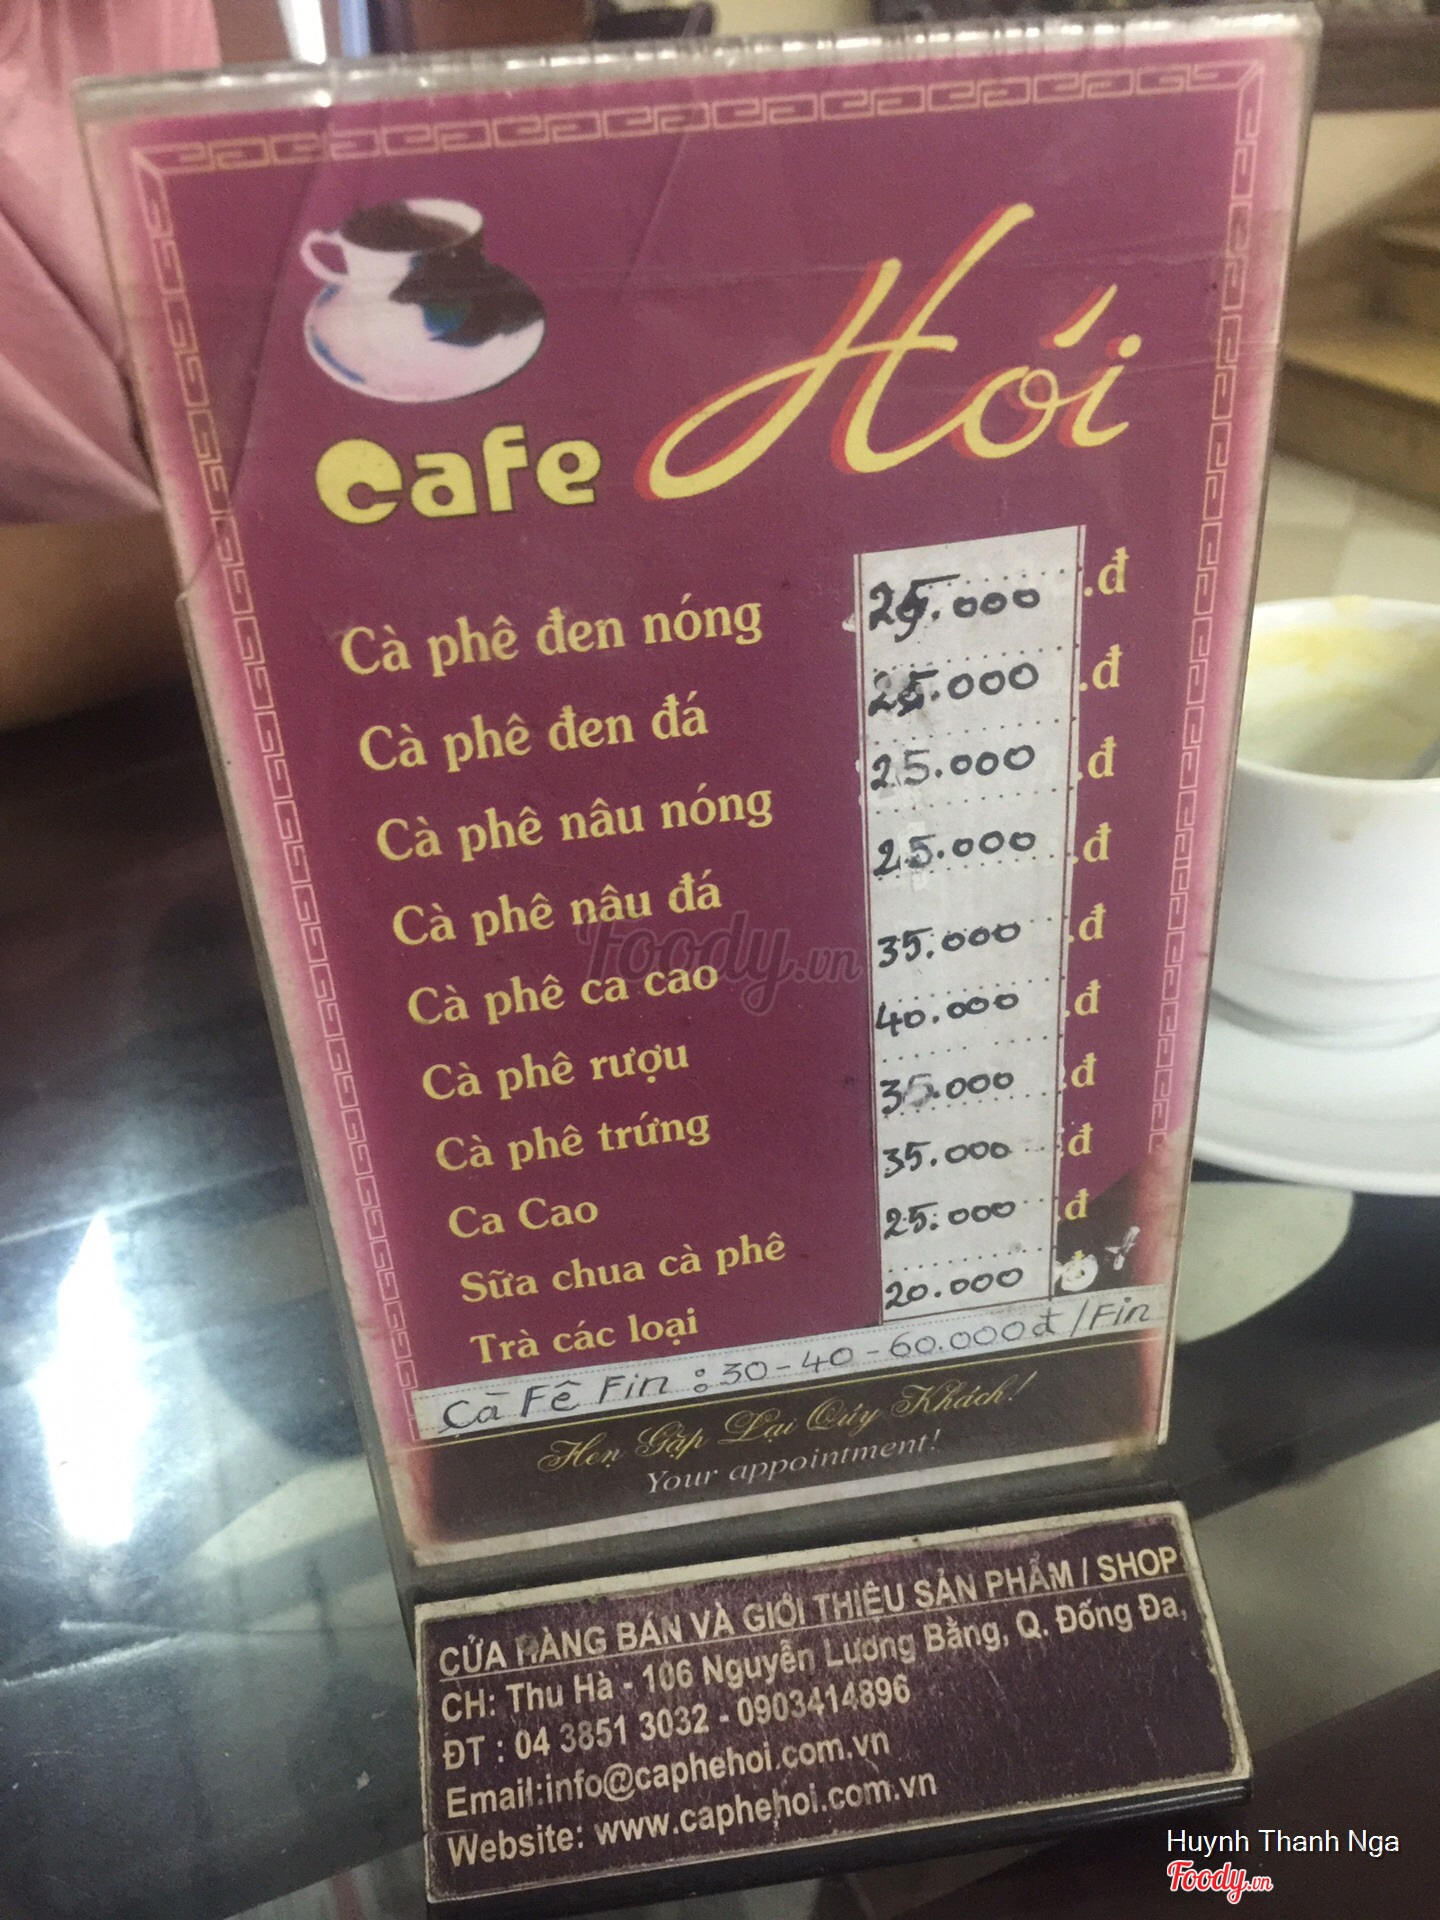 Cafe Hói
Cà phê đen nóng 25.000 .đ
Cà phê đen đá 25.000 .đ
Cà phê nâu nóng 25.000 .đ
Cà phê nâu đá 25.000 .đ
Cà phê ca cao 35.000 .đ
Cà phê rượu 40.000 .đ
Cà phê trứng 35.000 .đ
Ca Cao 35.000 .đ
Sữa chua cà phê 25.000 .đ
Trà các loại 20.000 đ
Cà Fê Fin : 30-40-60.000đ/Fin
Hẹn Gặp Lại Qúy Khách!
Your appointment!
CỬA HÀNG BÁN VÀ GIỚI THIỆU SẢN PHẨM / SHOP
CH: Thu Hà - 106 Nguyễn Lương Bằng, Q. Đống Đa,
ĐT : 04 3851 3032 - 0903414896
Email:info@caphehoi.com.vn
Website: www.caphehoi.com.vn
Foody.vn
Huynh Thanh Nga
Foody.vn